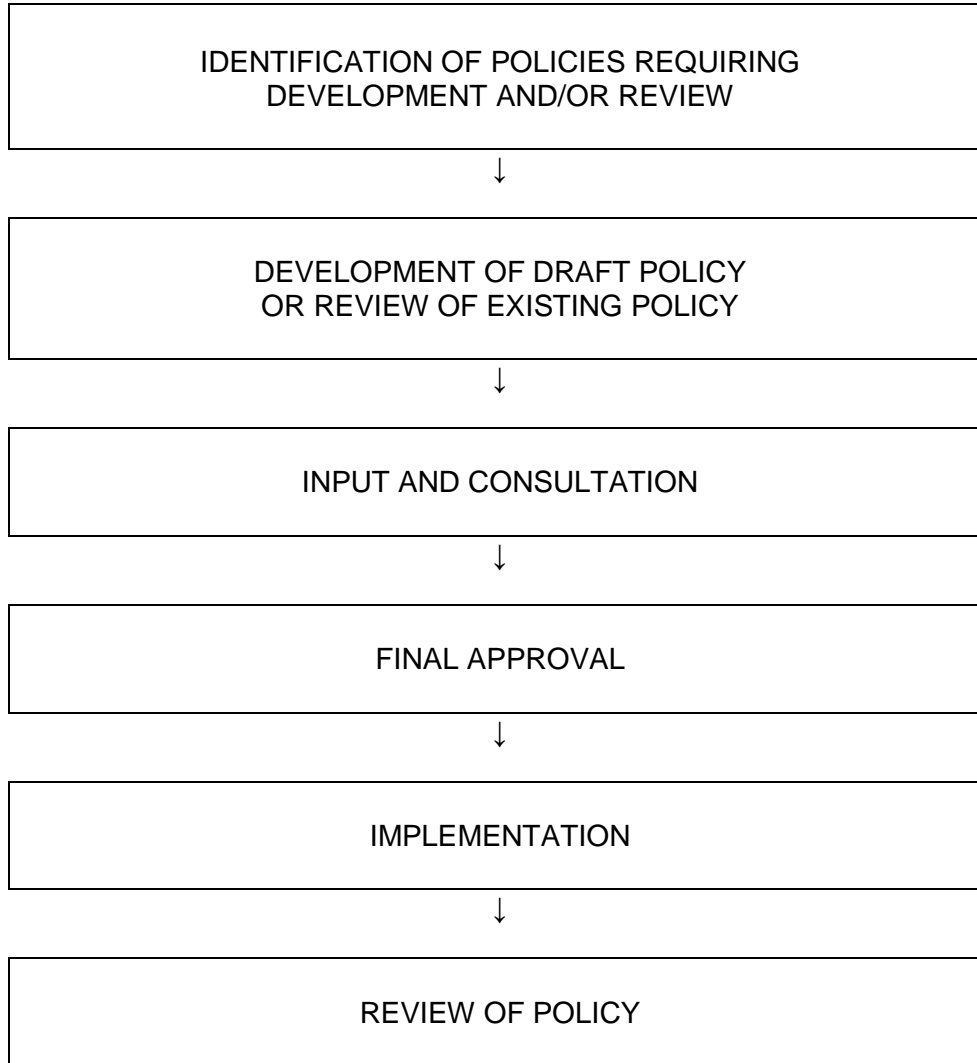 IDENTIFICATION OF POLICIES REQUIRING
DEVELOPMENT AND/OR REVIEW
↓
DEVELOPMENT OF DRAFT POLICY
OR REVIEW OF EXISTING POLICY
↓
INPUT AND CONSULTATION
↓
FINAL APPROVAL
↓
IMPLEMENTATION
↓
REVIEW OF POLICY